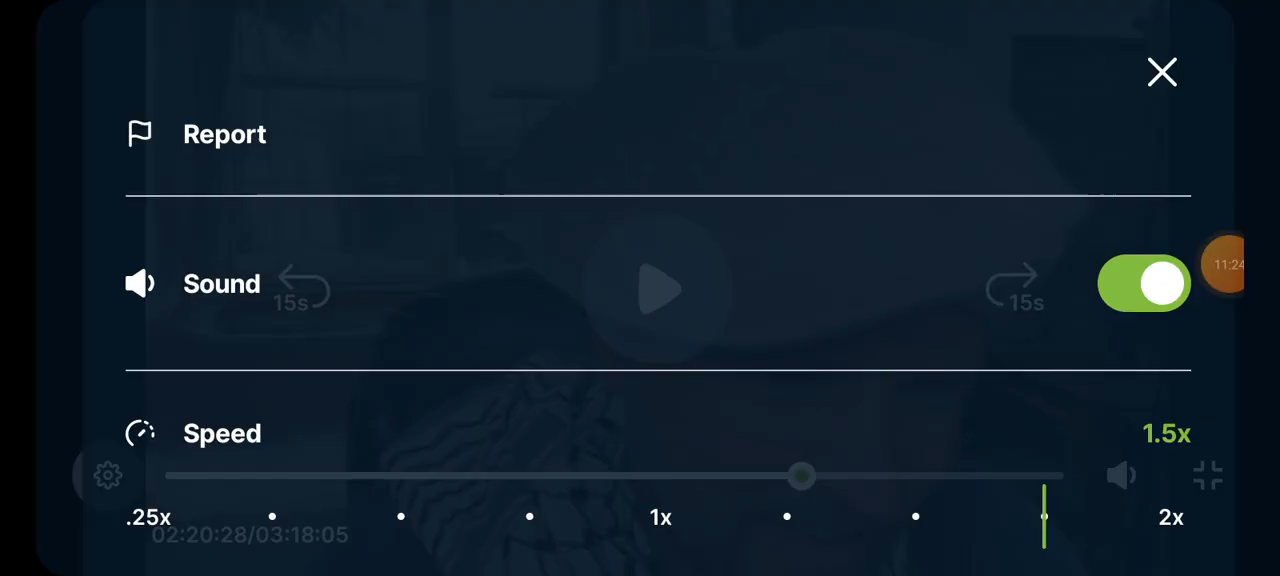 Report
Sound
15s
15s
11:24
Speed
1.5x
.25x
1x
2x
02:20:28/03:18:05